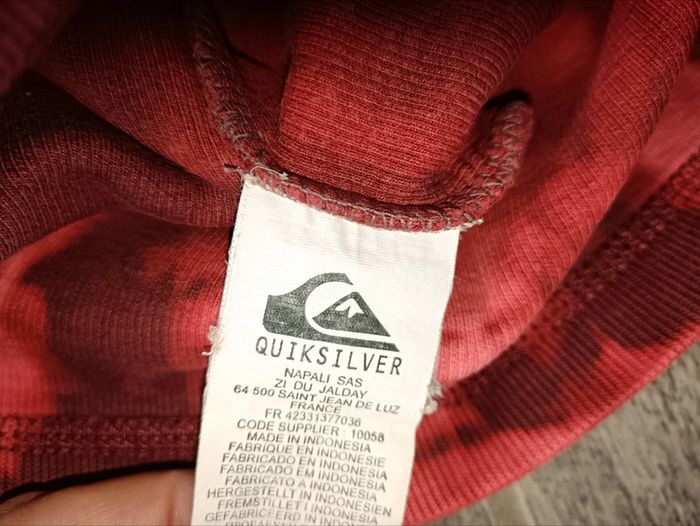 QUIKSILVER
NAPALI SAS
ZI DU JALDAY
64 500 SAINT JEAN DE LUZ
FRANCE
FR 42331377036
CODE SUPPLIER : 10058
MADE IN INDONESIA
FABRIQUE EN INDONESIE
FABRICADO EN INDONESIA
FABRICADO EM INDONESIA
FABRICATO A INDONESIA
HERGESTELLT IN INDONESIEN
FREMSTILLET I INDONESIEN
GEFABRICEERD IN INDONESIA